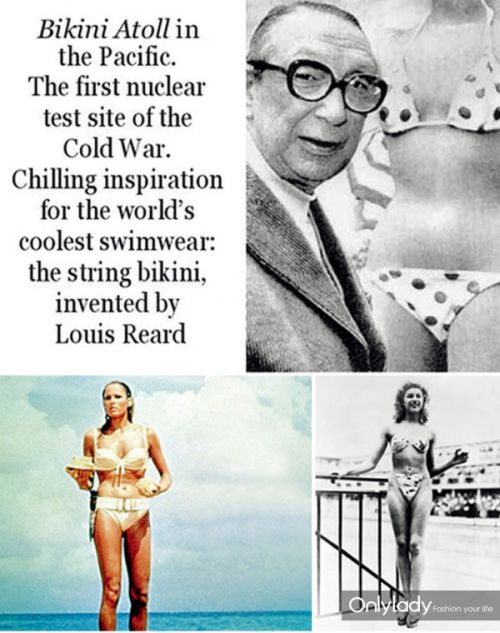 Bikini Atoll in
the Pacific.
The first nuclear
test site of the
Cold War.
Chilling inspiration
for the world's
coolest swimwear:
the string bikini,
invented by
Louis Reard
Onlylady Fashion your life